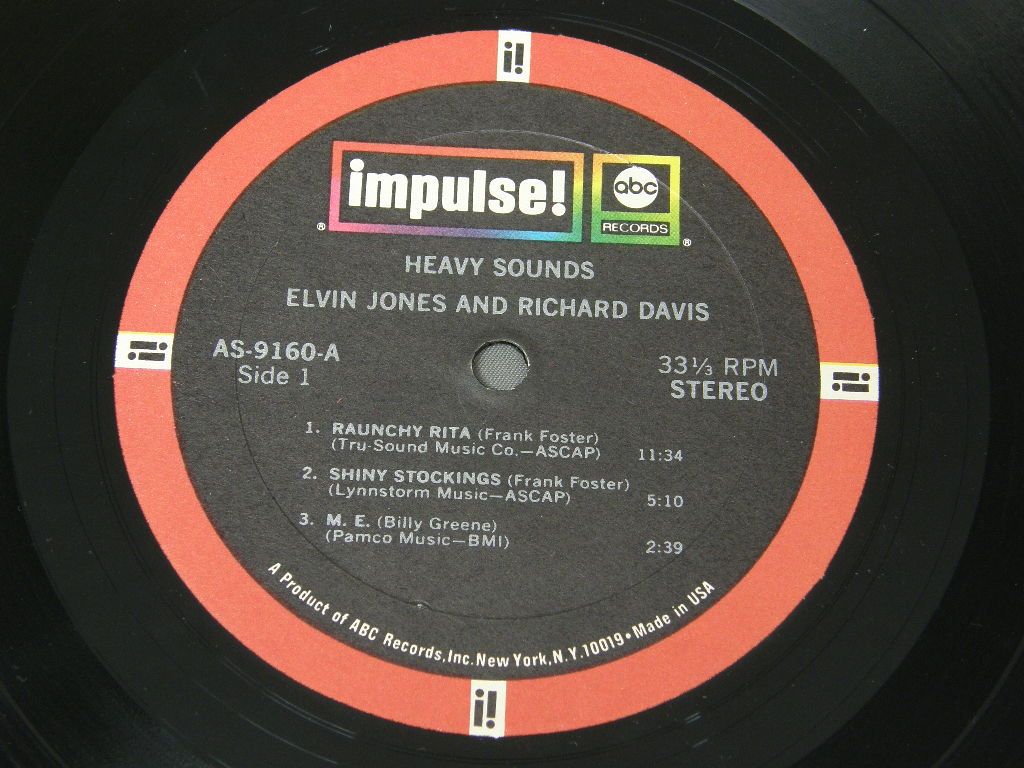 i!
impulse!
abc
RECORDS
®
®
HEAVY SOUNDS
ELVIN JONES AND RICHARD DAVIS
i!
AS-9160-A
Side 1
33⅓ RPM
STEREO
i!
1. RAUNCHY RITA (Frank Foster)
(Tru-Sound Music Co.—ASCAP) 11:34
2. SHINY STOCKINGS (Frank Foster)
(Lynnstorm Music—ASCAP) 5:10
3. M. E. (Billy Greene)
(Pamco Music—BMI) 2:39
A Product of ABC Records,Inc.New York,N.Y.10019•Made in USA
i!